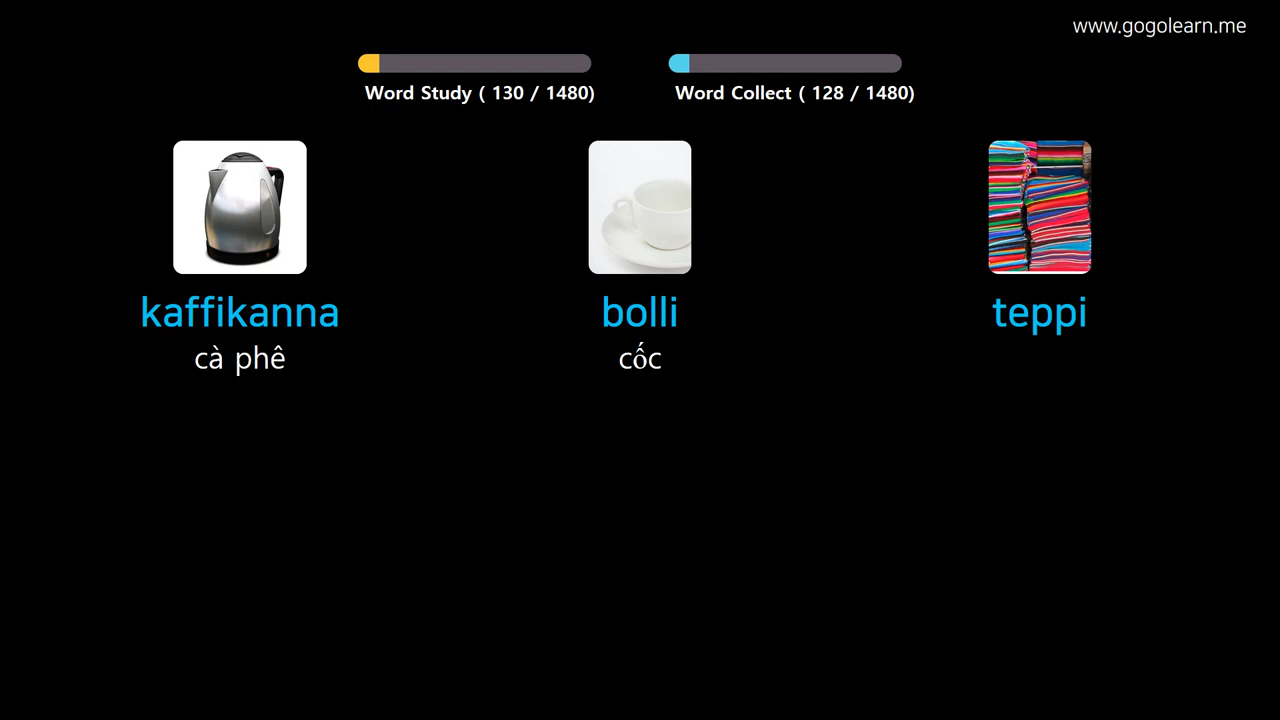 www.gogolearn.me
Word Study ( 130 / 1480)
Word Collect ( 128 / 1480)
kaffikanna
bolli
teppi
cà phê
cốc